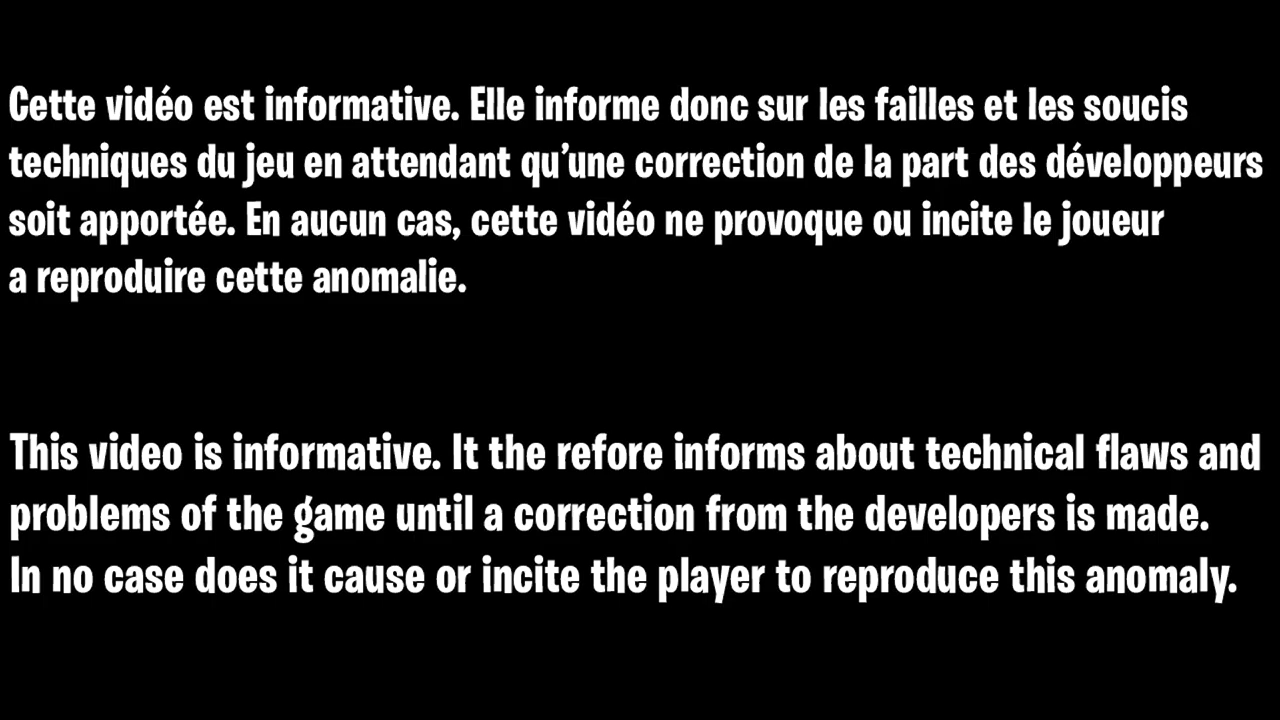 Cette vidéo est informative. Elle informe donc sur les failles et les soucis
techniques du jeu en attendant qu’une correction de la part des développeurs
soit apportée. En aucun cas, cette vidéo ne provoque ou incite le joueur
a reproduire cette anomalie.
This video is informative. It the refore informs about technical flaws and
problems of the game until a correction from the developers is made.
In no case does it cause or incite the player to reproduce this anomaly.